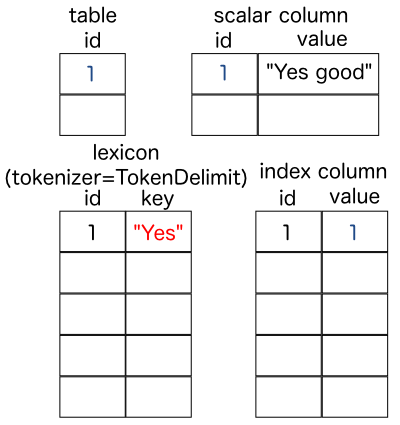 table
id
1
scalar column
id value
1 "Yes good"
lexicon
(tokenizer=TokenDelimit)
id key
1 "Yes"
index column
id value
1 1